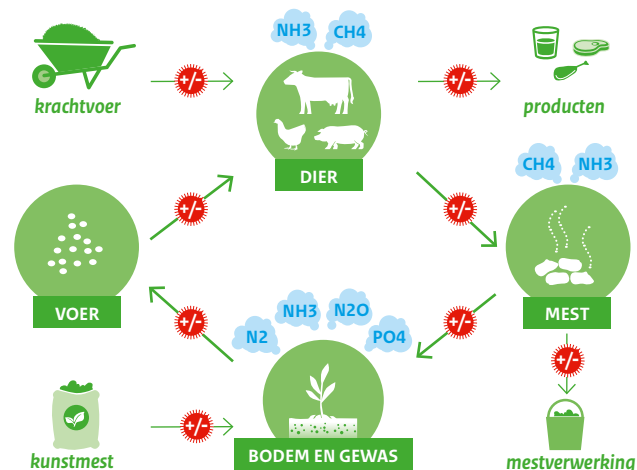 NH3 CH4
krachtvoer
+/-
+/-
producten
DIER
CH4 NH3
+/-
+/-
VOER
MEST
N2 NH3 N2O PO4
+/-
+/-
+/-
kunstmest
+/-
BODEM EN GEWAS
mestverwerking